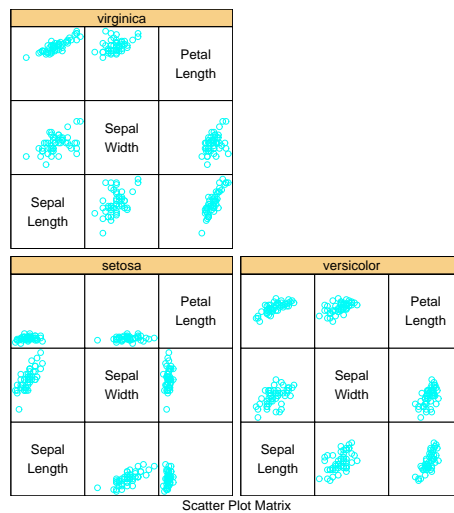 virginica
Petal
Length
Sepal
Width
Sepal
Length
setosa
Petal
Length
Sepal
Width
Sepal
Length
versicolor
Petal
Length
Sepal
Width
Sepal
Length
Scatter Plot Matrix